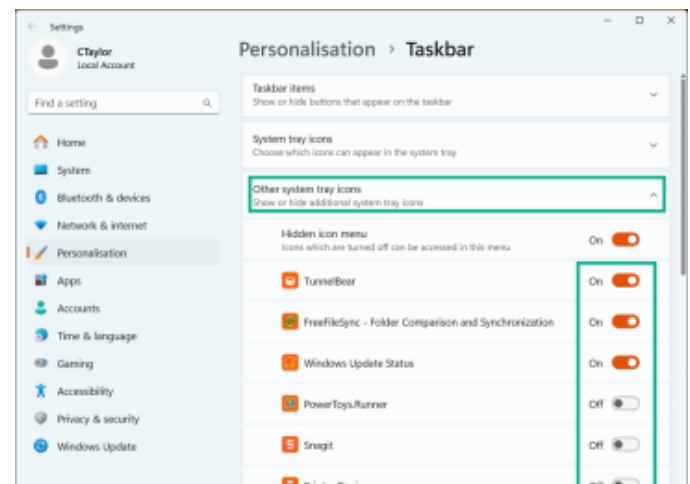 Settings
CTaylor
Local Account
Find a setting
Home
System
Bluetooth & devices
Network & internet
Personalisation
Apps
Accounts
Time & language
Gaming
Accessibility
Privacy & security
Windows Update
Personalisation > Taskbar
Taskbar items
Show or hide buttons that appear on the taskbar
System tray icons
Choose which icons can appear in the system tray
Other system tray icons
Show or hide additional system tray icons
Hidden icon menu
Icons which are turned off can be accessed in this menu
On
TunnelBear
On
FreeFileSync - Folder Comparison and Synchronization
On
Windows Update Status
On
PowerToys.Runner
Off
Snagit
Off